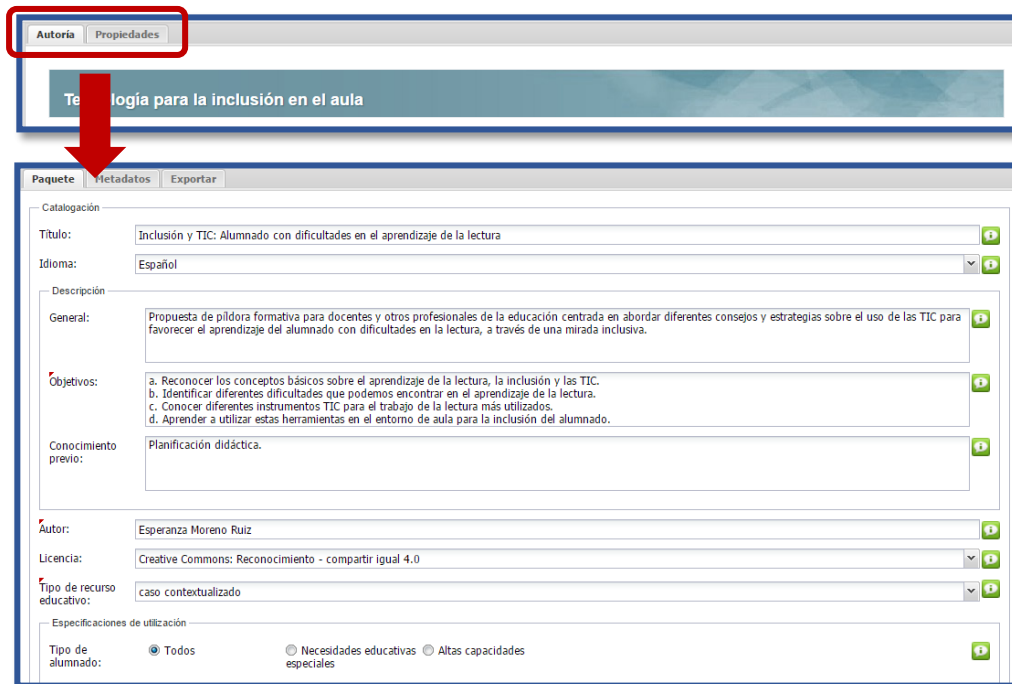 Autoría Propiedades
Te logía para la inclusión en el aula
Paquete Metadatos Exportar
Catalogación
Título: Inclusión y TIC: Alumnado con dificultades en el aprendizaje de la lectura
Idioma: Español
Descripción
General: Propuesta de píldora formativa para docentes y otros profesionales de la educación centrada en abordar diferentes consejos y estrategias sobre el uso de las TIC para
favorecer el aprendizaje del alumnado con dificultades en la lectura, a través de una mirada inclusiva.
Objetivos: a. Reconocer los conceptos básicos sobre el aprendizaje de la lectura, la inclusión y las TIC.
b. Identificar diferentes dificultades que podemos encontrar en el aprendizaje de la lectura.
c. Conocer diferentes instrumentos TIC para el trabajo de la lectura más utilizados.
d. Aprender a utilizar estas herramientas en el entorno de aula para la inclusión del alumnado.
Conocimiento previo: Planificación didáctica.
Autor: Esperanza Moreno Ruiz
Licencia: Creative Commons: Reconocimiento - compartir igual 4.0
Tipo de recurso educativo: caso contextualizado
Especificaciones de utilización
Tipo de alumnado: Todos Necesidades educativas especiales Altas capacidades